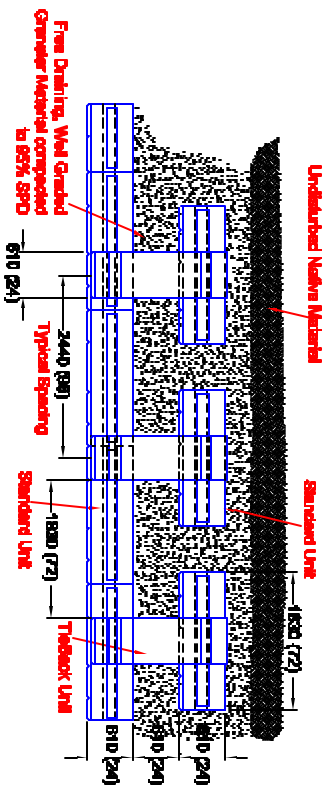 Undisturbed Native Material
Standard Unit
1830 (72)
610 (24)
610 (24)
610 (24)
Free Draining, Well Graded
Granular Material compacted
to 95% SPD
610 (24)
2440 (96)
Typical Spacing
1830 (72)
Standard Unit
Tieback Unit